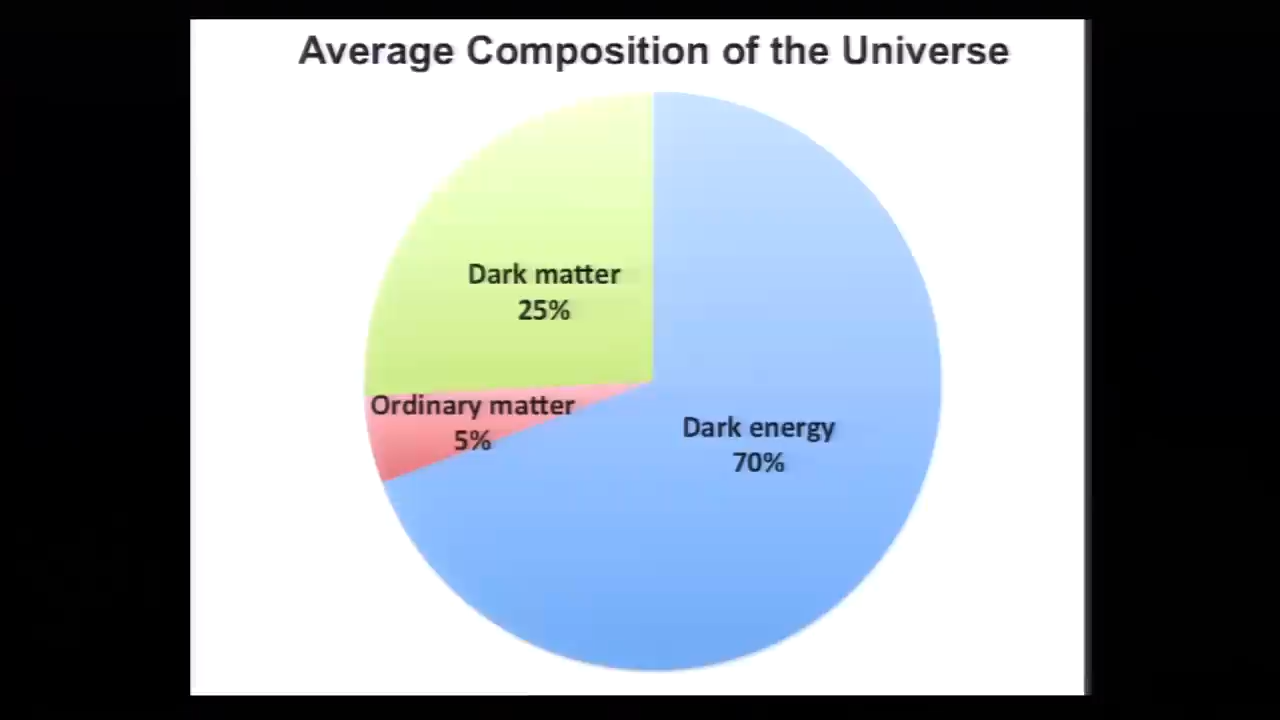 Average Composition of the Universe
Dark matter
25%
Ordinary matter
5%
Dark energy
70%